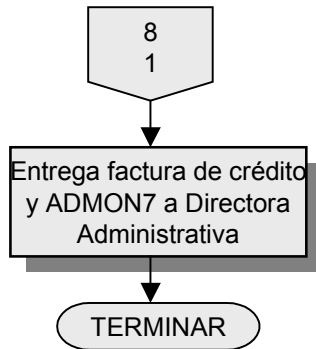 8
1
Entrega factura de crédito
y ADMON7 a Directora
Administrativa
TERMINAR